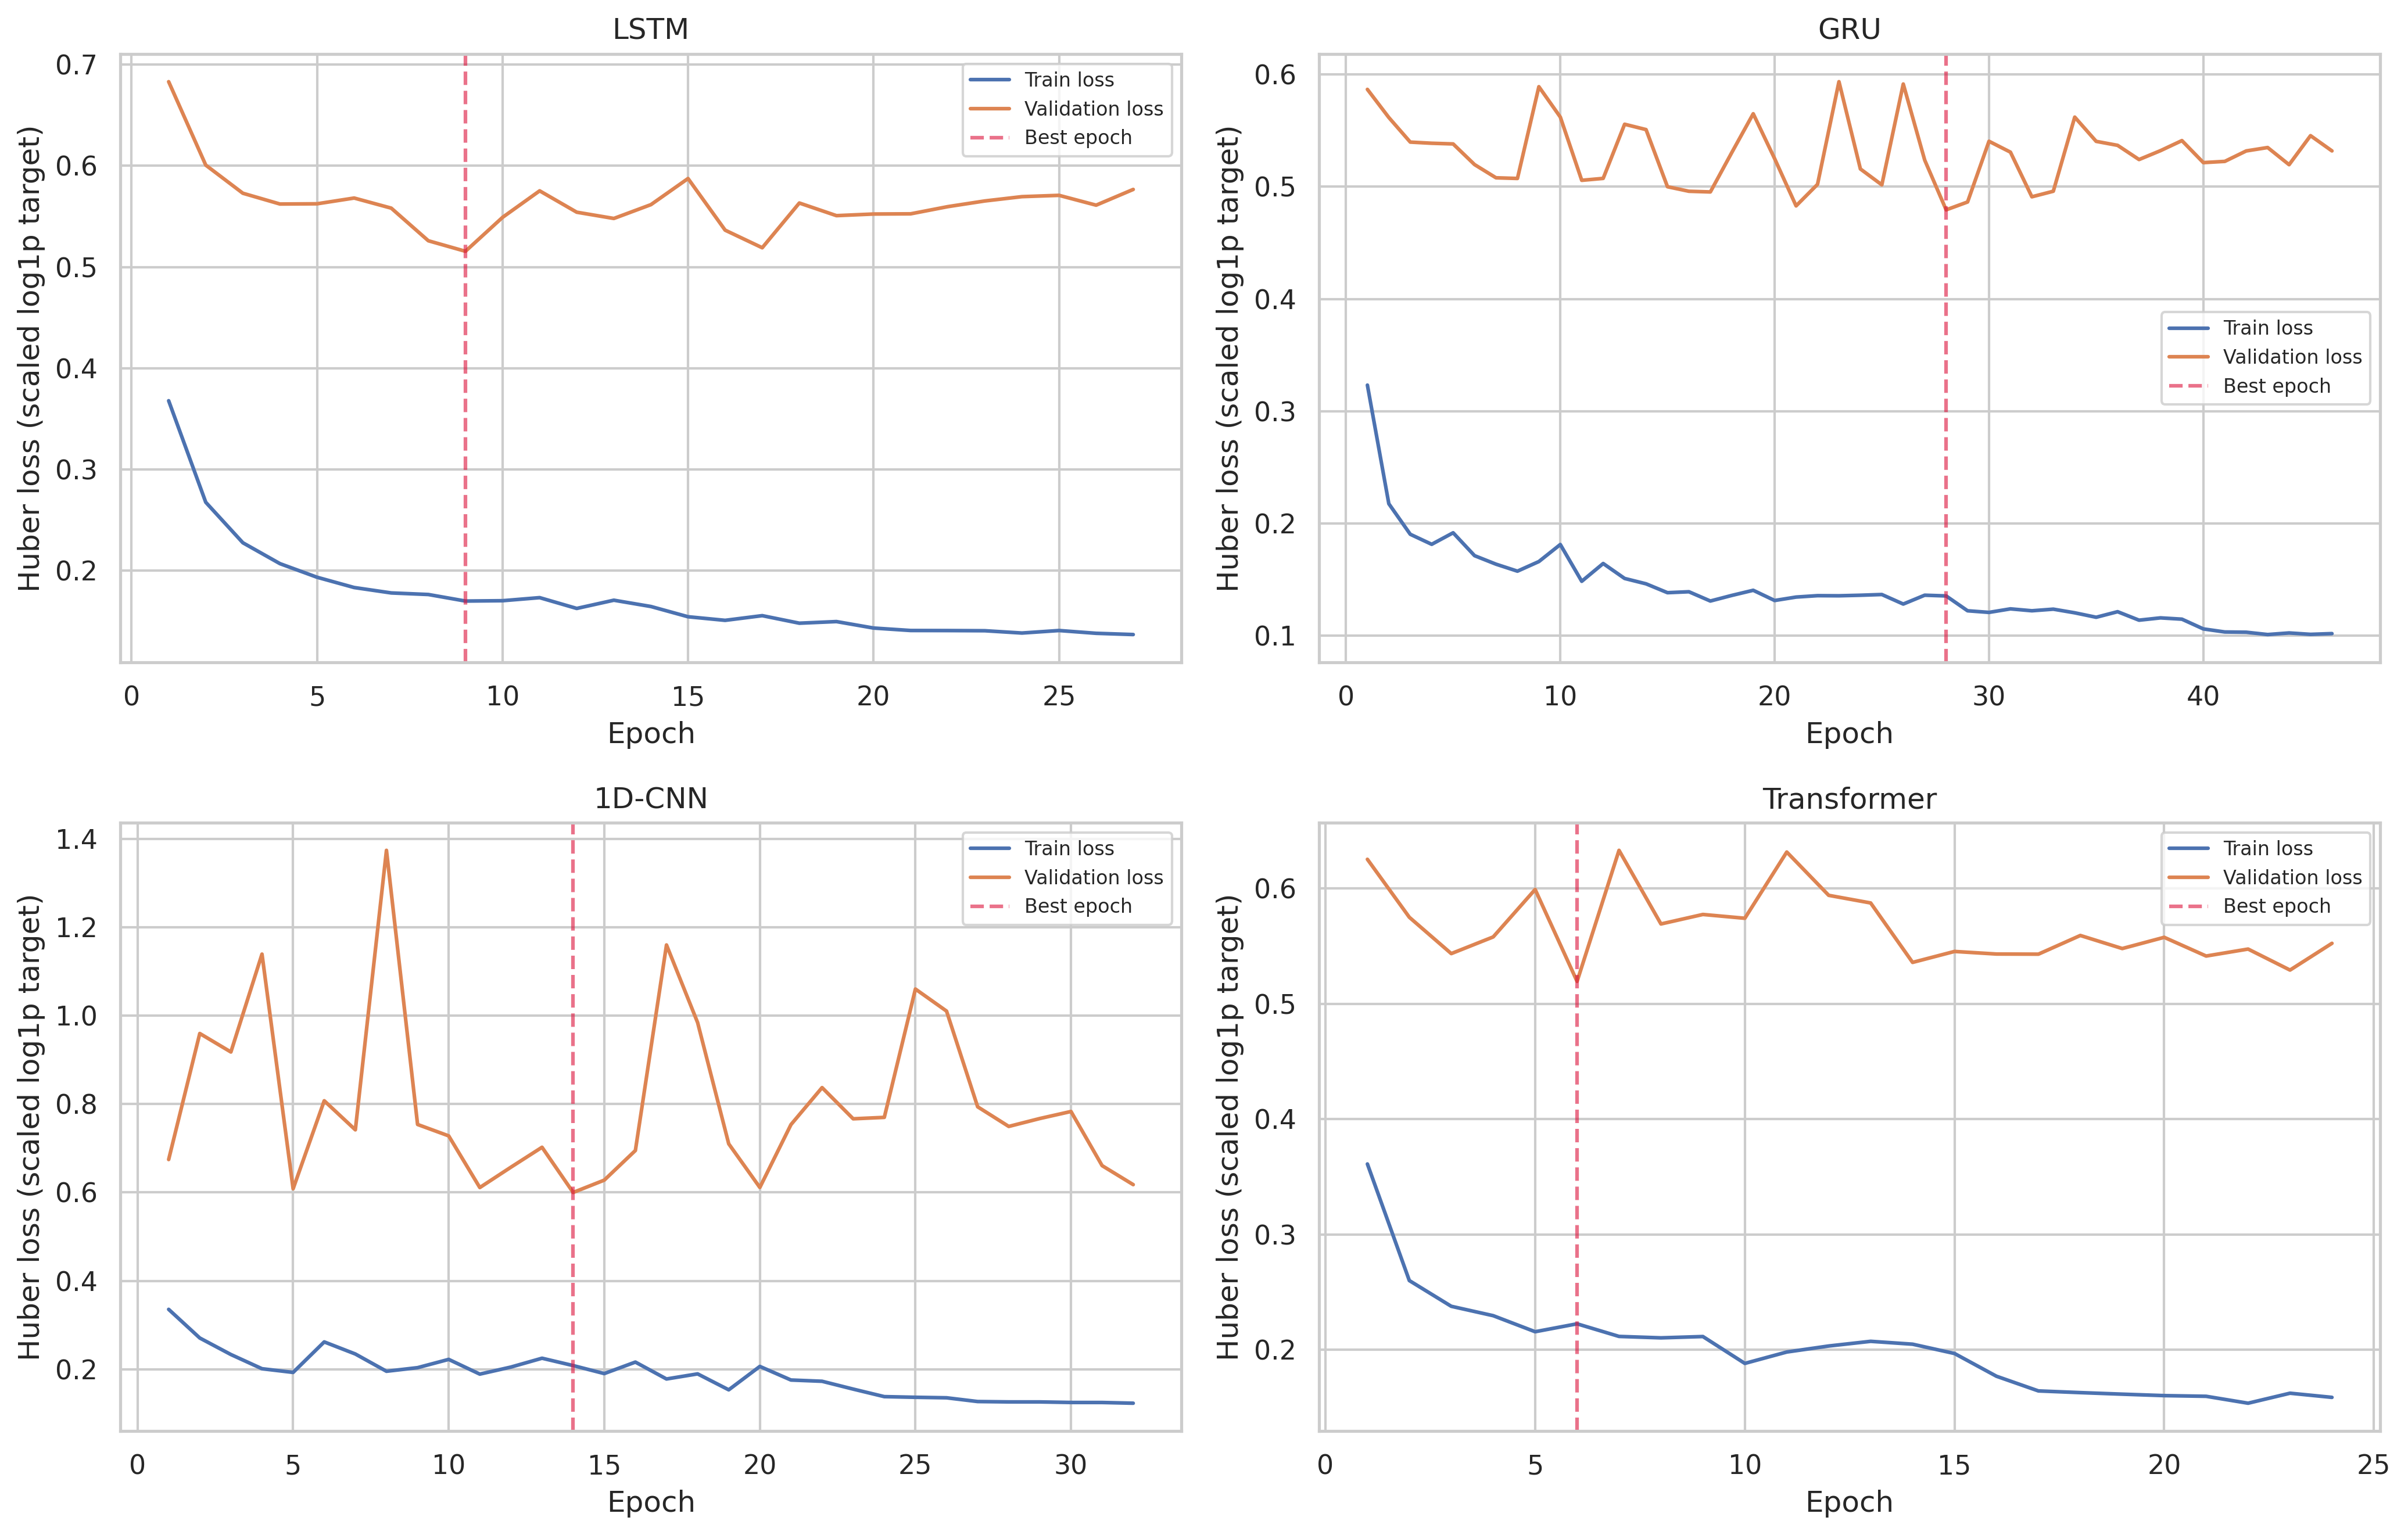 LSTM
Huber loss (scaled log1p target)
0.7
0.6
0.5
0.4
0.3
0.2
Train loss
Validation loss
Best epoch
0 5 10 15 20 25
Epoch
GRU
Huber loss (scaled log1p target)
0.6
0.5
0.4
0.3
0.2
0.1
Train loss
Validation loss
Best epoch
0 10 20 30 40
Epoch
1D-CNN
Huber loss (scaled log1p target)
1.4
1.2
1.0
0.8
0.6
0.4
0.2
Train loss
Validation loss
Best epoch
0 5 10 15 20 25 30
Epoch
Transformer
Huber loss (scaled log1p target)
0.6
0.5
0.4
0.3
0.2
Train loss
Validation loss
Best epoch
0 5 10 15 20 25
Epoch